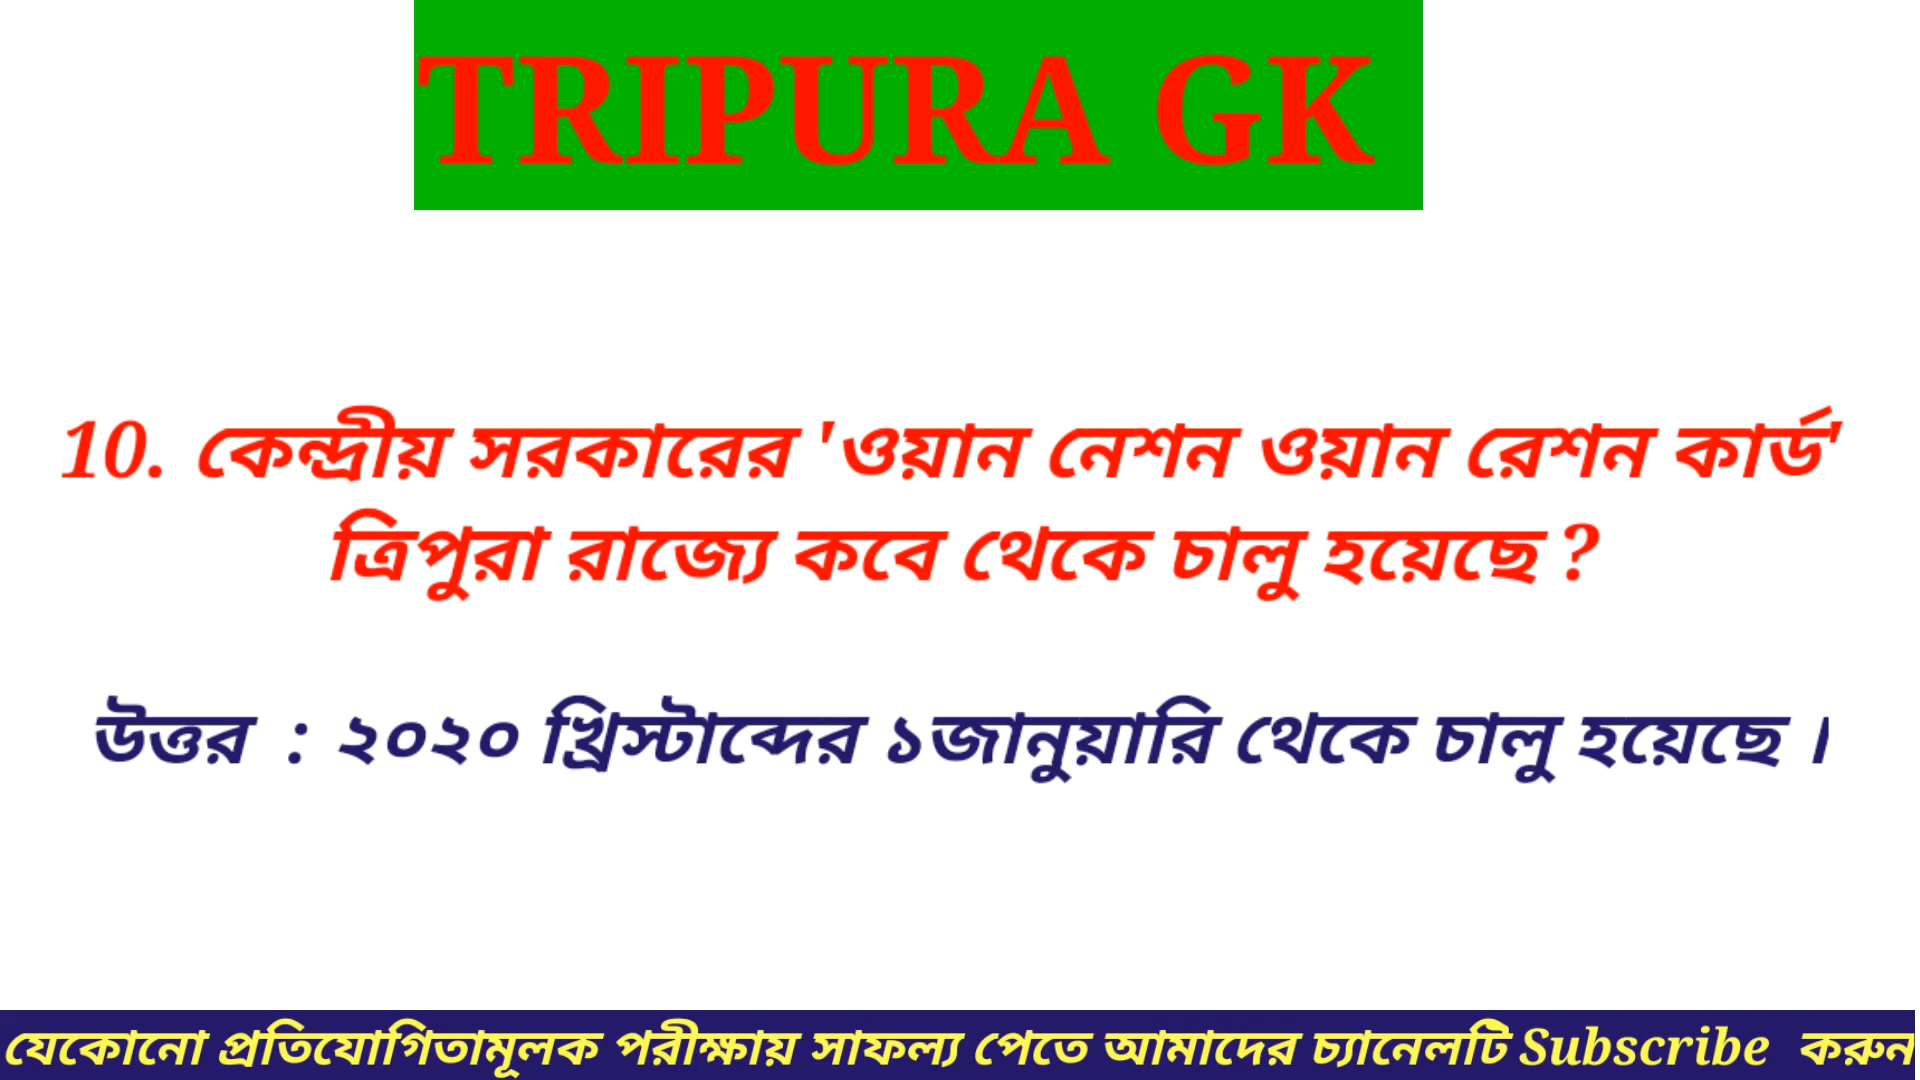 TRIPURA GK
10. কেন্দ্রীয় সরকারের 'ওয়ান নেশন ওয়ান রেশন কার্ড'
ত্রিপুরা রাজ্যে কবে থেকে চালু হয়েছে ?
উত্তর : ২০২০ খ্রিস্টাব্দের ১জানুয়ারি থেকে চালু হয়েছে ।
যেকোনো প্রতিযোগিতামূলক পরীক্ষায় সাফল্য পেতে আমাদের চ্যানেলটি Subscribe করুন